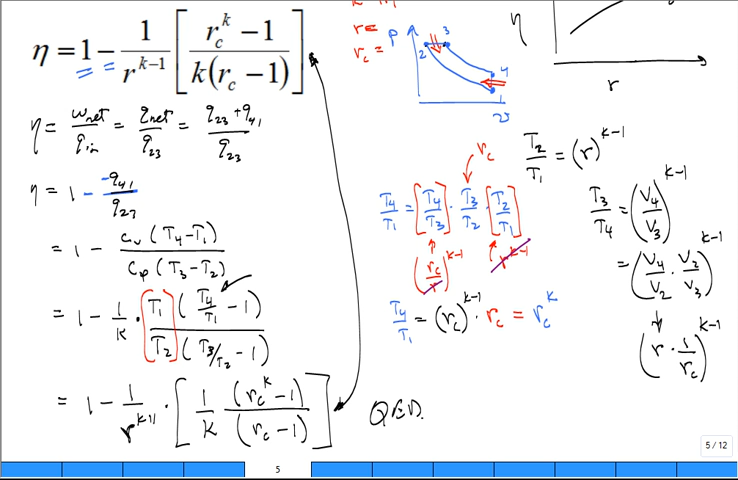 η = 1 − 1/r^(k−1) [ (r_c^k − 1) / (k(r_c − 1)) ]
r =
r_c =
P
2
3
4
1
v
η
r
η = w_net/q_in = q_net/q_23 = (q_23 + q_41)/q_23
η = 1 − (−q_41)/q_23
= 1 − c_v (T_4 − T_1) / c_p (T_3 − T_2)
= 1 − 1/k · [T_1/T_2] (T_4/T_1 − 1) / (T_3/T_2 − 1)
= 1 − 1/r^(k-1) · [ 1/k (r_c^k − 1)/(r_c − 1) ]
QED.
r_c
T_4/T_1 = [T_4/T_3] · T_3/T_2 · [T_2/T_1]
(r_c/r)^(k−1)
r^(k−1)
T_4/T_1 = (r_c)^(k−1) · r_c = r_c^k
T_2/T_1 = (r)^(k−1)
T_3/T_4 = (V_4/V_3)^(k−1)
= (V_4/V_2 · V_2/V_3)^(k−1)
(r · 1/r_c)^(k−1)
5 / 12
5